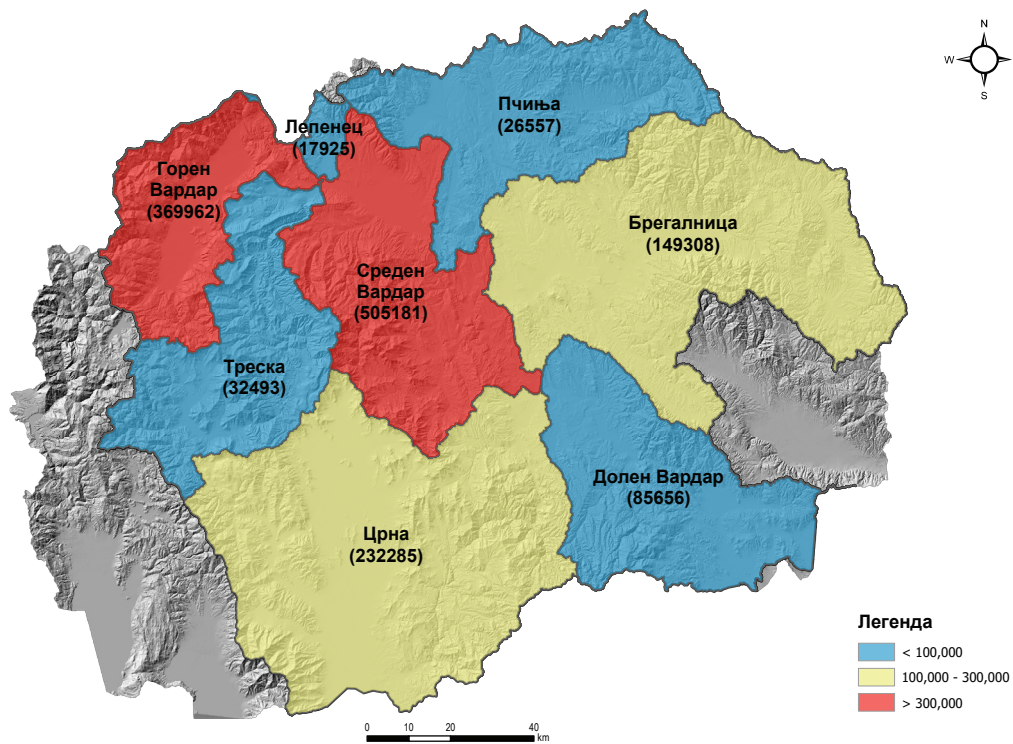 N
W
S
Пчиња
(26557)
Лепенец
(17925)
Горен
Вардар
(369962)
Брегалница
(149308)
Среден
Вардар
(505181)
Треска
(32493)
Долен Вардар
(85656)
Црна
(232285)
Легенда
< 100,000
100,000 - 300,000
> 300,000
0 10 20 40
km